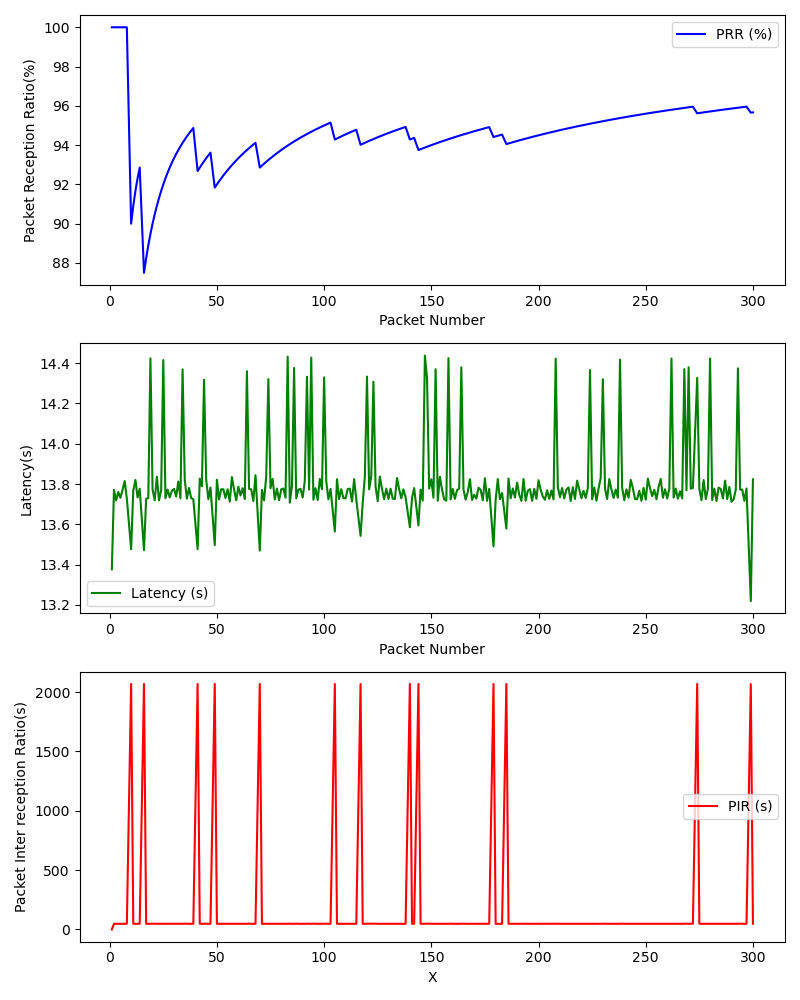 100
98
96
94
92
90
88
Packet Reception Ratio(%)
PRR (%)
0 50 100 150 200 250 300
Packet Number
14.4
14.2
14.0
13.8
13.6
13.4
13.2
Latency(s)
Latency (s)
0 50 100 150 200 250 300
Packet Number
2000
1500
1000
500
0
Packet Inter reception Ratio(s)
PIR (s)
0 50 100 150 200 250 300
X